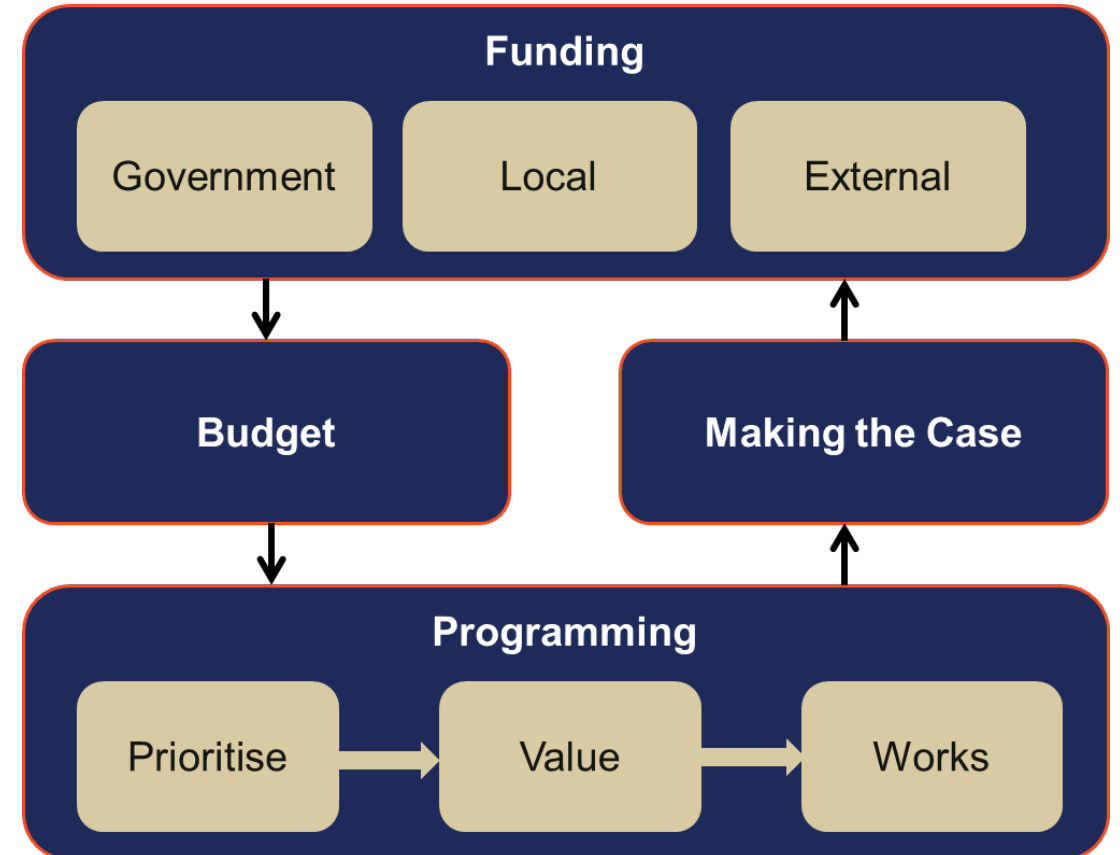 Funding
Government
Local
External
Budget
Making the Case
Programming
Prioritise
Value
Works